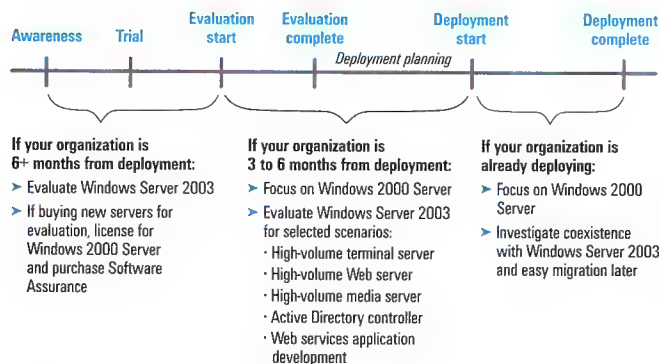 Awareness
Trial
Evaluation
start
Evaluation
complete
Deployment planning
Deployment
start
Deployment
complete
If your organization is
6+ months from deployment:
➤ Evaluate Windows Server 2003
➤ If buying new servers for
evaluation, license for
Windows 2000 Server
and purchase Software
Assurance
If your organization is
3 to 6 months from deployment:
➤ Focus on Windows 2000 Server
➤ Evaluate Windows Server 2003
for selected scenarios:
· High-volume terminal server
· High-volume Web server
· High-volume media server
· Active Directory controller
· Web services application
development
If your organization is
already deploying:
➤ Focus on Windows 2000
Server
➤ Investigate coexistence
with Windows Server 2003
and easy migration later